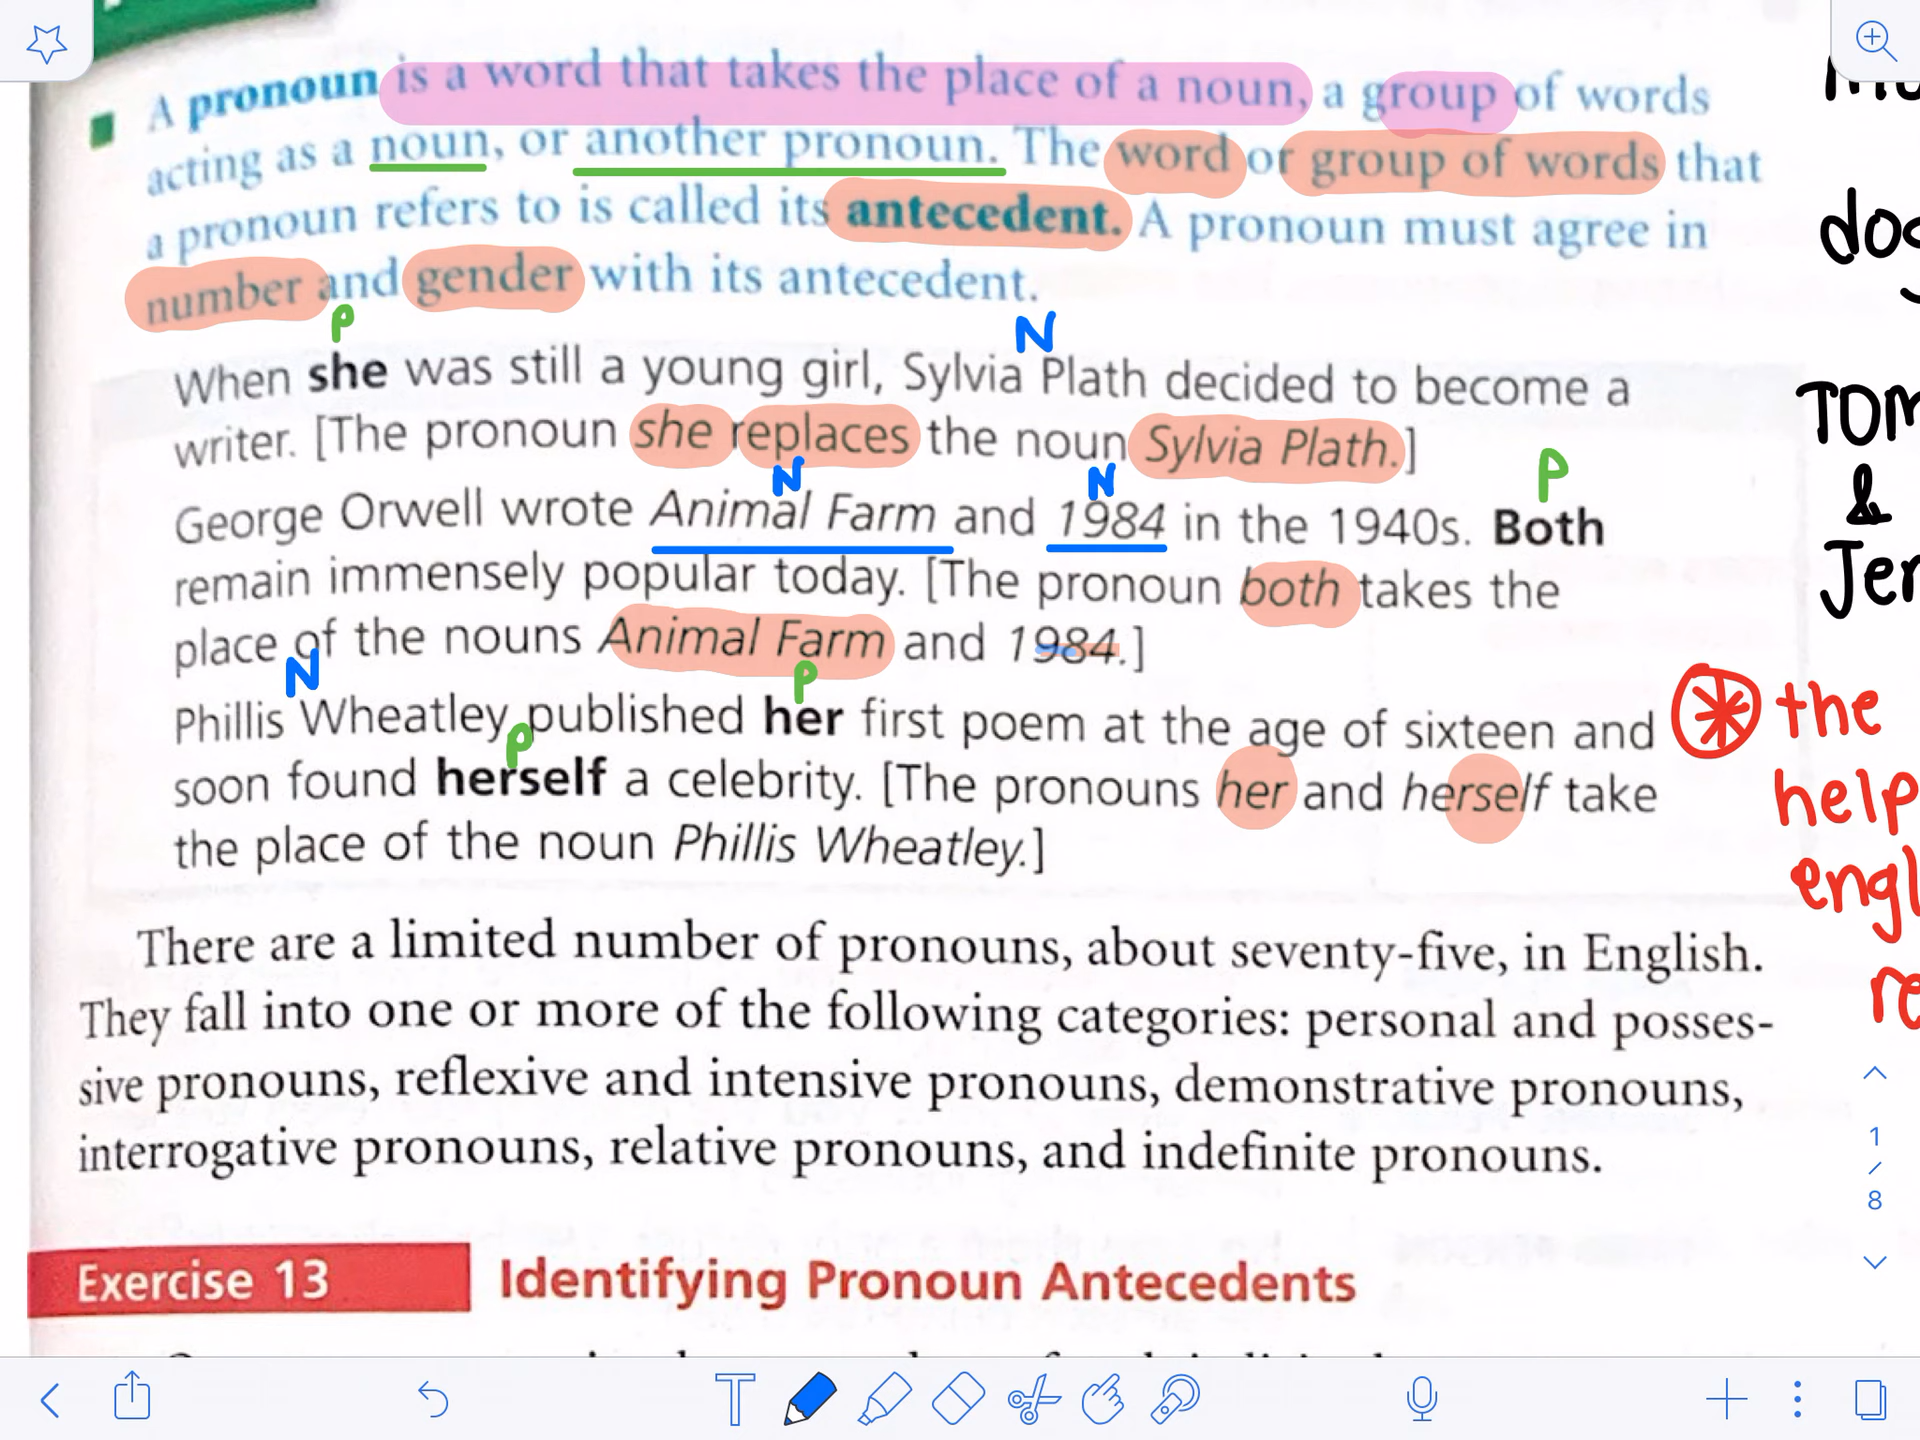 A pronoun is a word that takes the place of a noun, a group of words
acting as a noun, or another pronoun. The word or group of words that
a pronoun refers to is called its antecedent. A pronoun must agree in
number and gender with its antecedent.
P
N
When she was still a young girl, Sylvia Plath decided to become a
writer. [The pronoun she replaces the noun Sylvia Plath.]
N
N
P
George Orwell wrote Animal Farm and 1984 in the 1940s. Both
remain immensely popular today. [The pronoun both takes the
place of the nouns Animal Farm and 1984.]
N
P
Phillis Wheatley published her first poem at the age of sixteen and
P
soon found herself a celebrity. [The pronouns her and herself take
the place of the noun Phillis Wheatley.]
There are a limited number of pronouns, about seventy-five, in English.
They fall into one or more of the following categories: personal and posses-
sive pronouns, reflexive and intensive pronouns, demonstrative pronouns,
interrogative pronouns, relative pronouns, and indefinite pronouns.
Exercise 13 Identifying Pronoun Antecedents
TOM
&
the
help
1
/
8
T